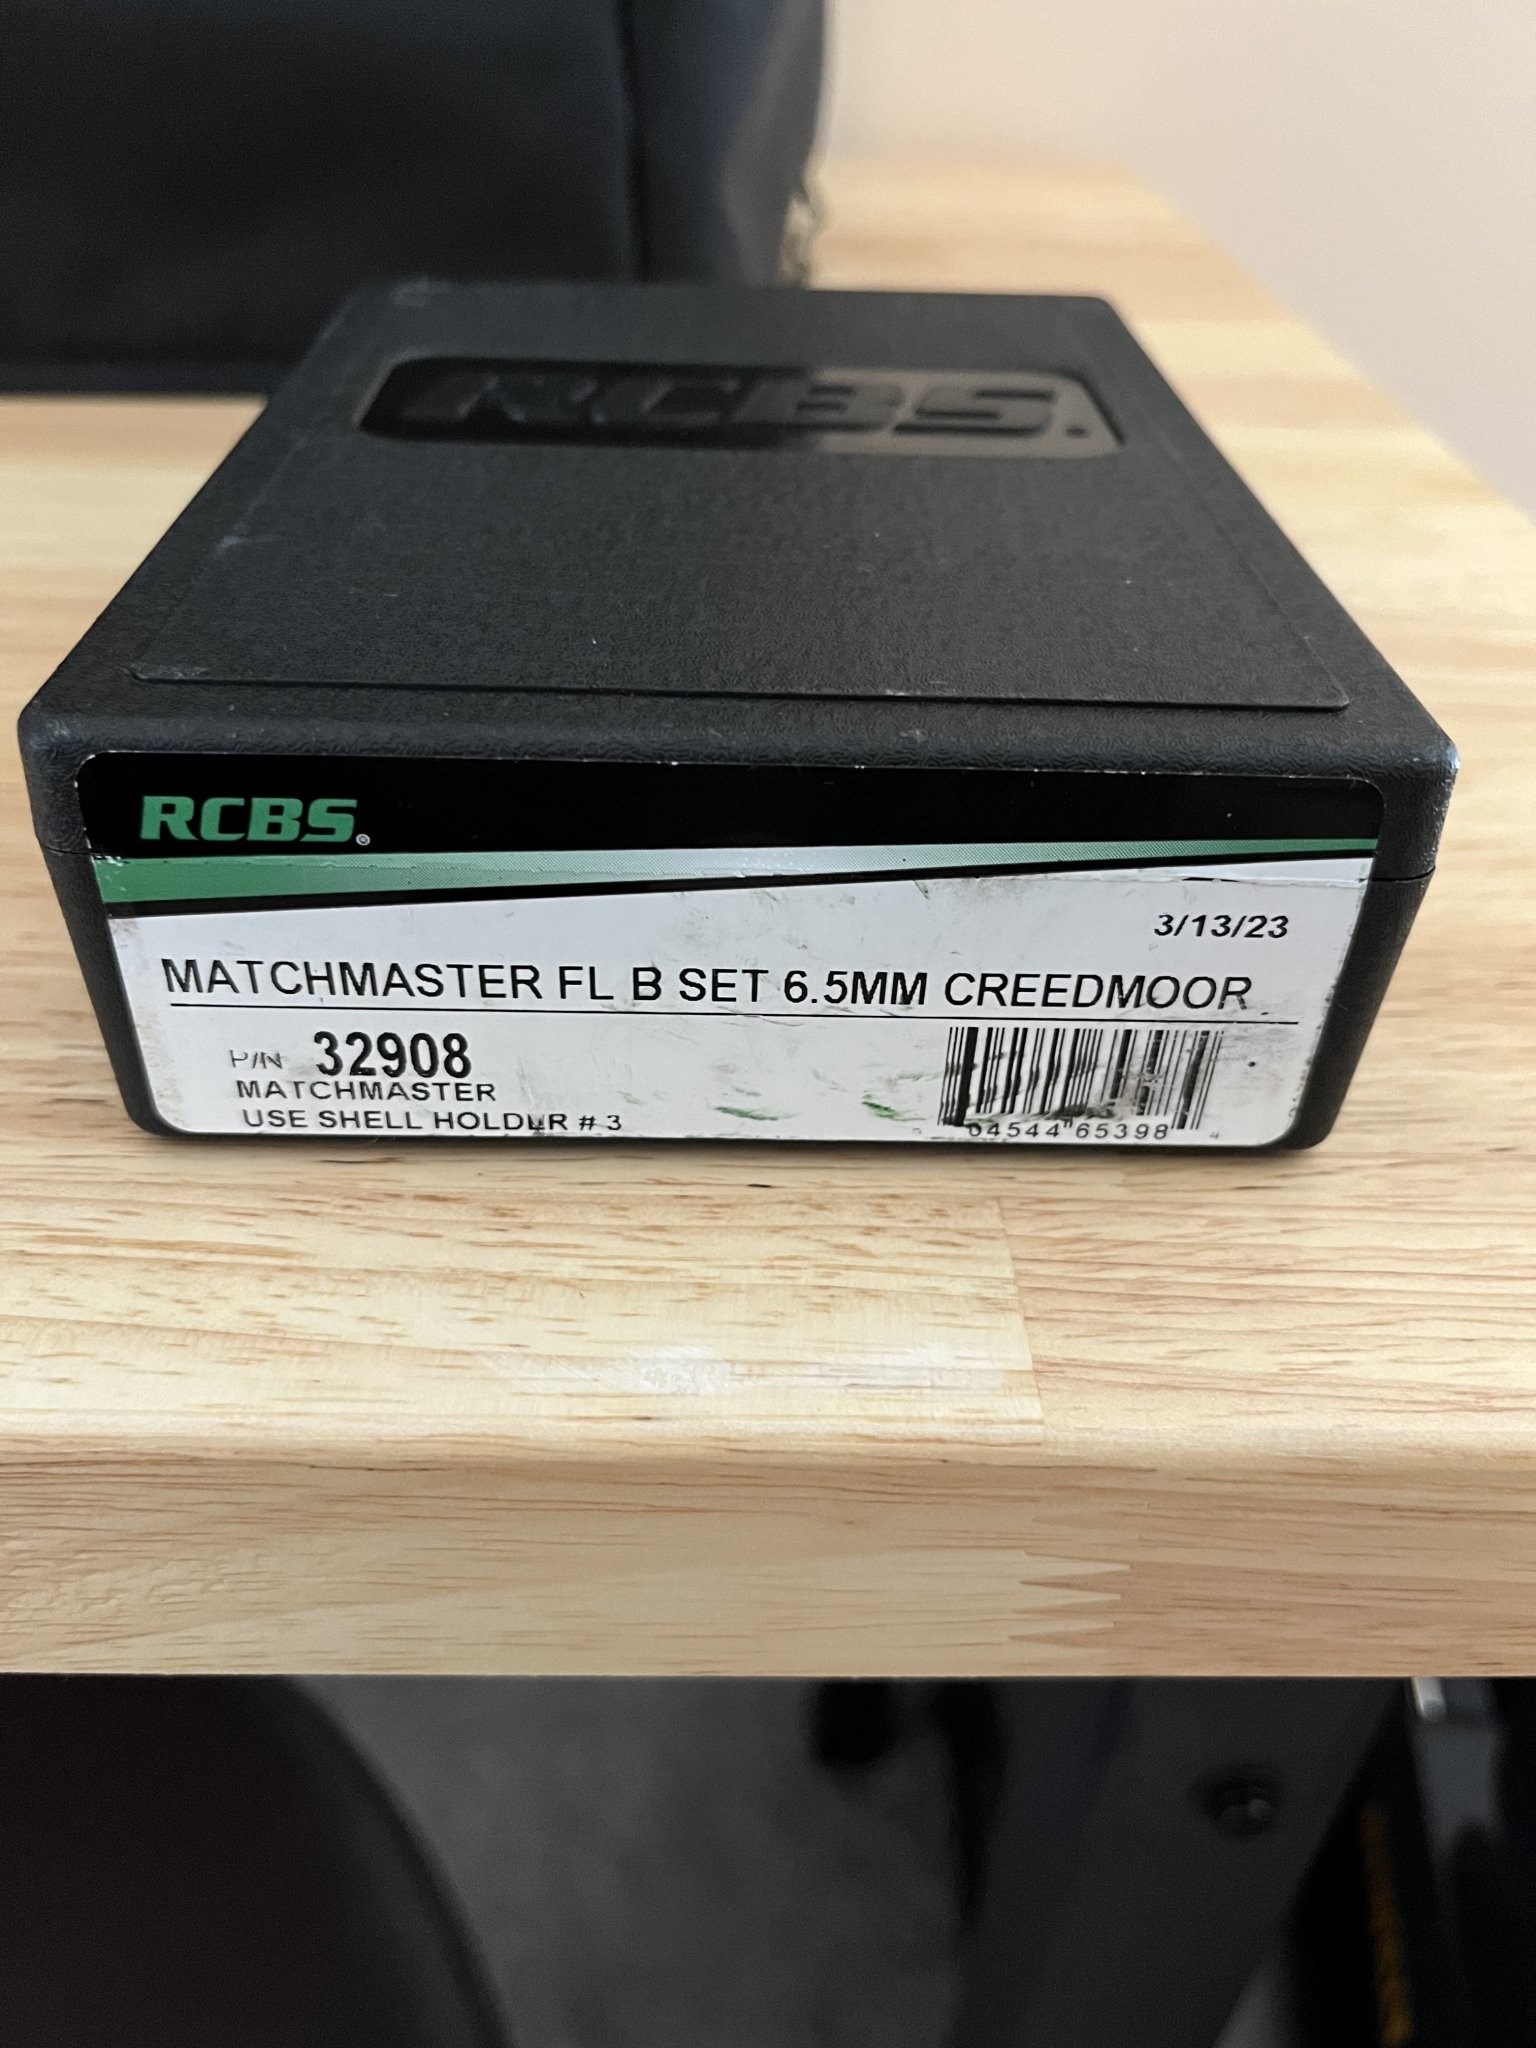 RCBS.
RCBS®
3/13/23
MATCHMASTER FL B SET 6.5MM CREEDMOOR
P/N 32908
MATCHMASTER
USE SHELL HOLDER # 3
04544 65398 4